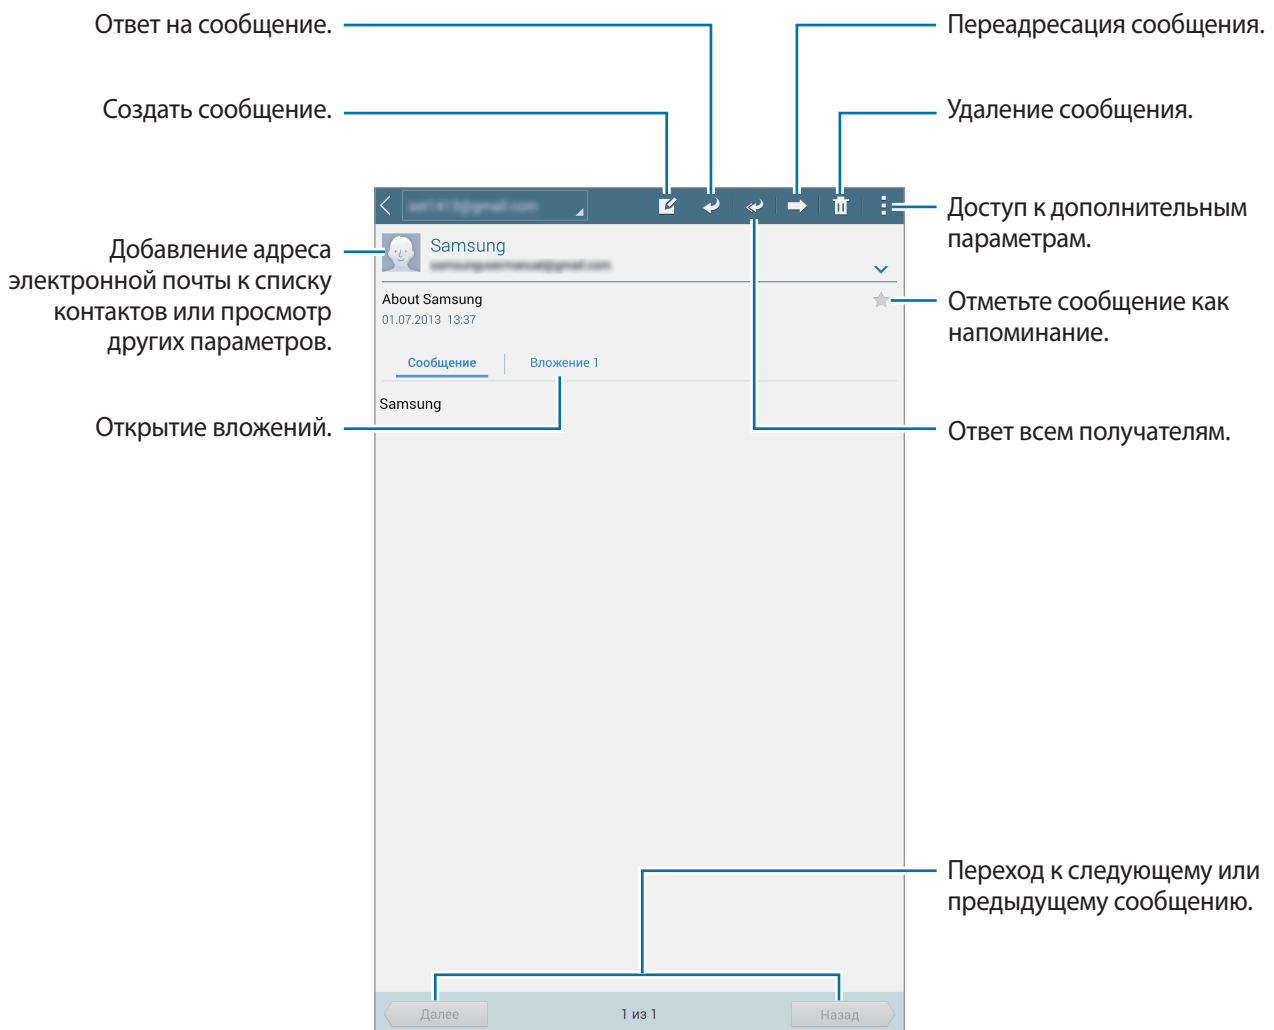 Ответ на сообщение.
Переадресация сообщения.
Создать сообщение.
Удаление сообщения.
Доступ к дополнительным
параметрам.
Добавление адреса
электронной почты к списку
контактов или просмотр
других параметров.
Samsung
About Samsung
01.07.2013 13:37
Отметьте сообщение как
напоминание.
Сообщение
Вложение 1
Samsung
Открытие вложений.
Ответ всем получателям.
Переход к следующему или
предыдущему сообщению.
Далее
1 из 1
Назад